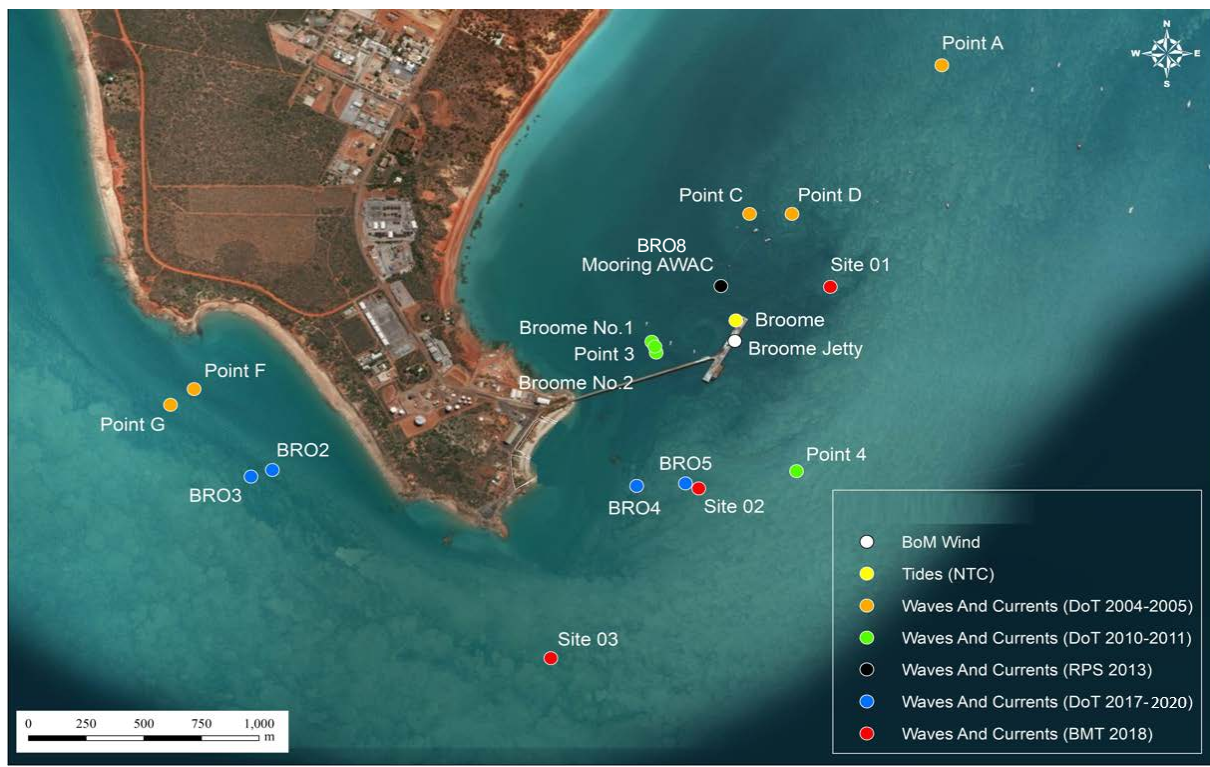 Point A
N
W E
S
Point C
Point D
BRO8
Mooring AWAC
Site 01
Broome No.1
Broome
Point 3
Broome Jetty
Broome No.2
Point F
Point G
BRO2
BRO3
BRO5
Point 4
BRO4
Site 02
Site 03
BoM Wind
Tides (NTC)
Waves And Currents (DoT 2004-2005)
Waves And Currents (DoT 2010-2011)
Waves And Currents (RPS 2013)
Waves And Currents (DoT 2017-2020)
Waves And Currents (BMT 2018)
0 250 500 750 1,000
m